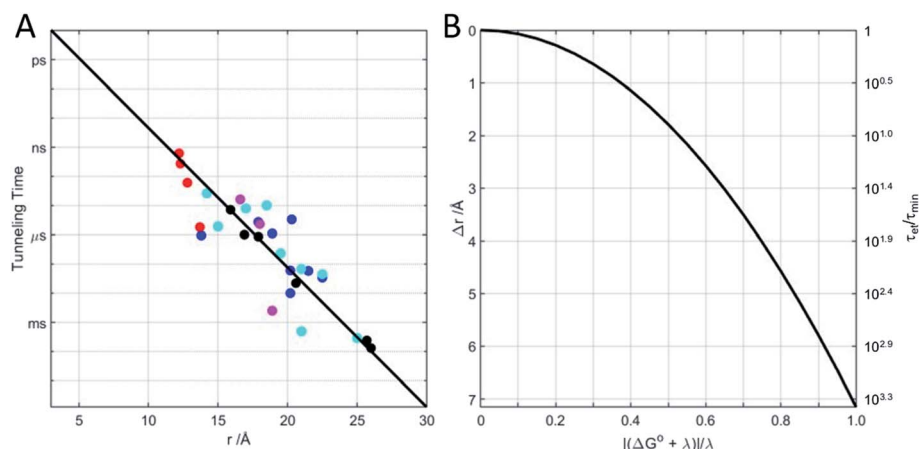 A
ps
ns
μs
ms
Tunneling Time
5 10 15 20 25 30
r /Å
B
0
1
2
3
4
5
6
7
Δr /Å
0 0.2 0.4 0.6 0.8 1.0
|(ΔG° + λ)|/λ
1
10^0.5
10^1.0
10^1.4
10^1.9
10^2.4
10^2.9
10^3.3
τet/τmin